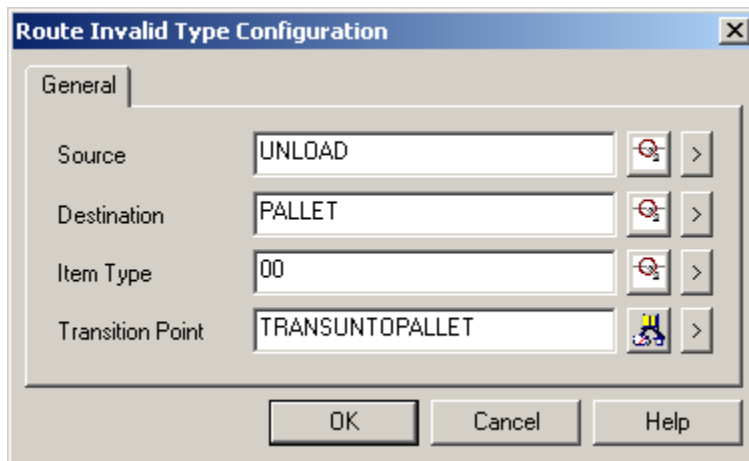 Route Invalid Type Configuration
General
Source UNLOAD >
Destination PALLET >
Item Type 00 >
Transition Point TRANSUNTOPALLET >
OK Cancel Help